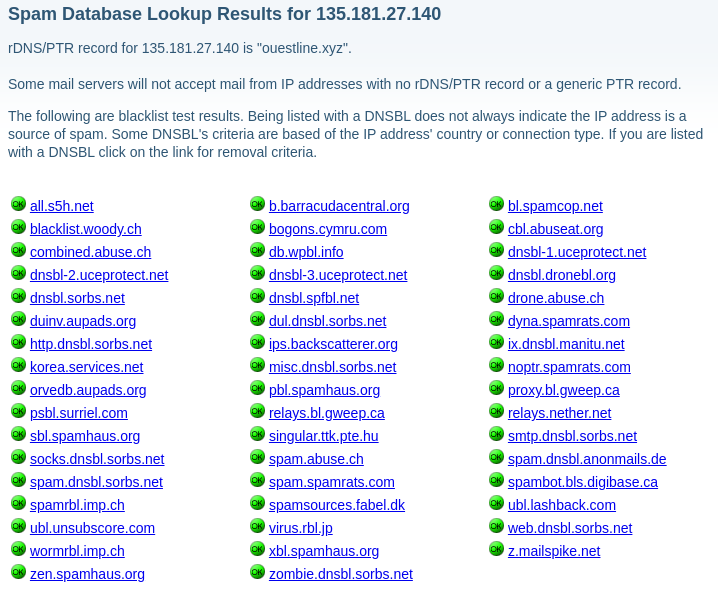 Spam Database Lookup Results for 135.181.27.140
rDNS/PTR record for 135.181.27.140 is "ouestline.xyz".
Some mail servers will not accept mail from IP addresses with no rDNS/PTR record or a generic PTR record.
The following are blacklist test results. Being listed with a DNSBL does not always indicate the IP address is a
source of spam. Some DNSBL's criteria are based of the IP address' country or connection type. If you are listed
with a DNSBL click on the link for removal criteria.
OK all.s5h.net OK b.barracudacentral.org OK bl.spamcop.net
OK blacklist.woody.ch OK bogons.cymru.com OK cbl.abuseat.org
OK combined.abuse.ch OK db.wpbl.info OK dnsbl-1.uceprotect.net
OK dnsbl-2.uceprotect.net OK dnsbl-3.uceprotect.net OK dnsbl.dronebl.org
OK dnsbl.sorbs.net OK dnsbl.spfbl.net OK drone.abuse.ch
OK duinv.aupads.org OK dul.dnsbl.sorbs.net OK dyna.spamrats.com
OK http.dnsbl.sorbs.net OK ips.backscatterer.org OK ix.dnsbl.manitu.net
OK korea.services.net OK misc.dnsbl.sorbs.net OK noptr.spamrats.com
OK orvedb.aupads.org OK pbl.spamhaus.org OK proxy.bl.gweep.ca
OK psbl.surriel.com OK relays.bl.gweep.ca OK relays.nether.net
OK sbl.spamhaus.org OK singular.ttk.pte.hu OK smtp.dnsbl.sorbs.net
OK socks.dnsbl.sorbs.net OK spam.abuse.ch OK spam.dnsbl.anonmails.de
OK spam.dnsbl.sorbs.net OK spam.spamrats.com OK spambot.bls.digibase.ca
OK spamrbl.imp.ch OK spamsources.fabel.dk OK ubl.lashback.com
OK ubl.unsubscore.com OK virus.rbl.jp OK web.dnsbl.sorbs.net
OK wormrbl.imp.ch OK xbl.spamhaus.org OK z.mailspike.net
OK zen.spamhaus.org OK zombie.dnsbl.sorbs.net